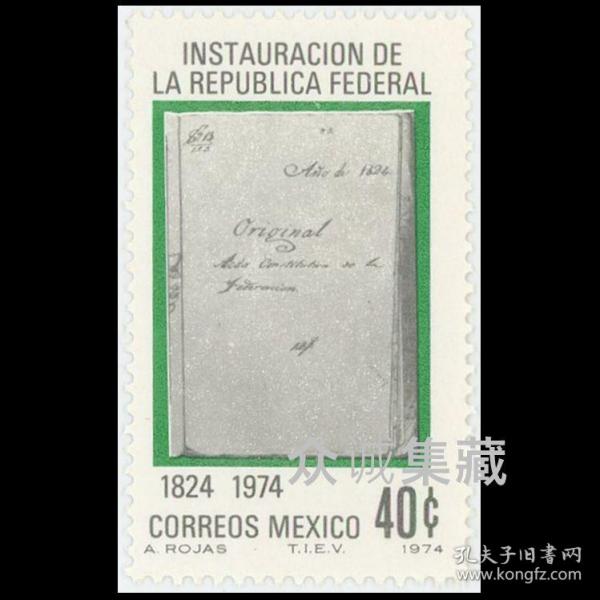 INSTAURACION DE
LA REPUBLICA FEDERAL
Año de 1824
Original
Acta Constitutiva de la
Federacion
众诚集藏
1824 1974
CORREOS MEXICO 40¢
A. ROJAS T.I.E.V. 1974
孔夫子旧书网
www.kongfz.com